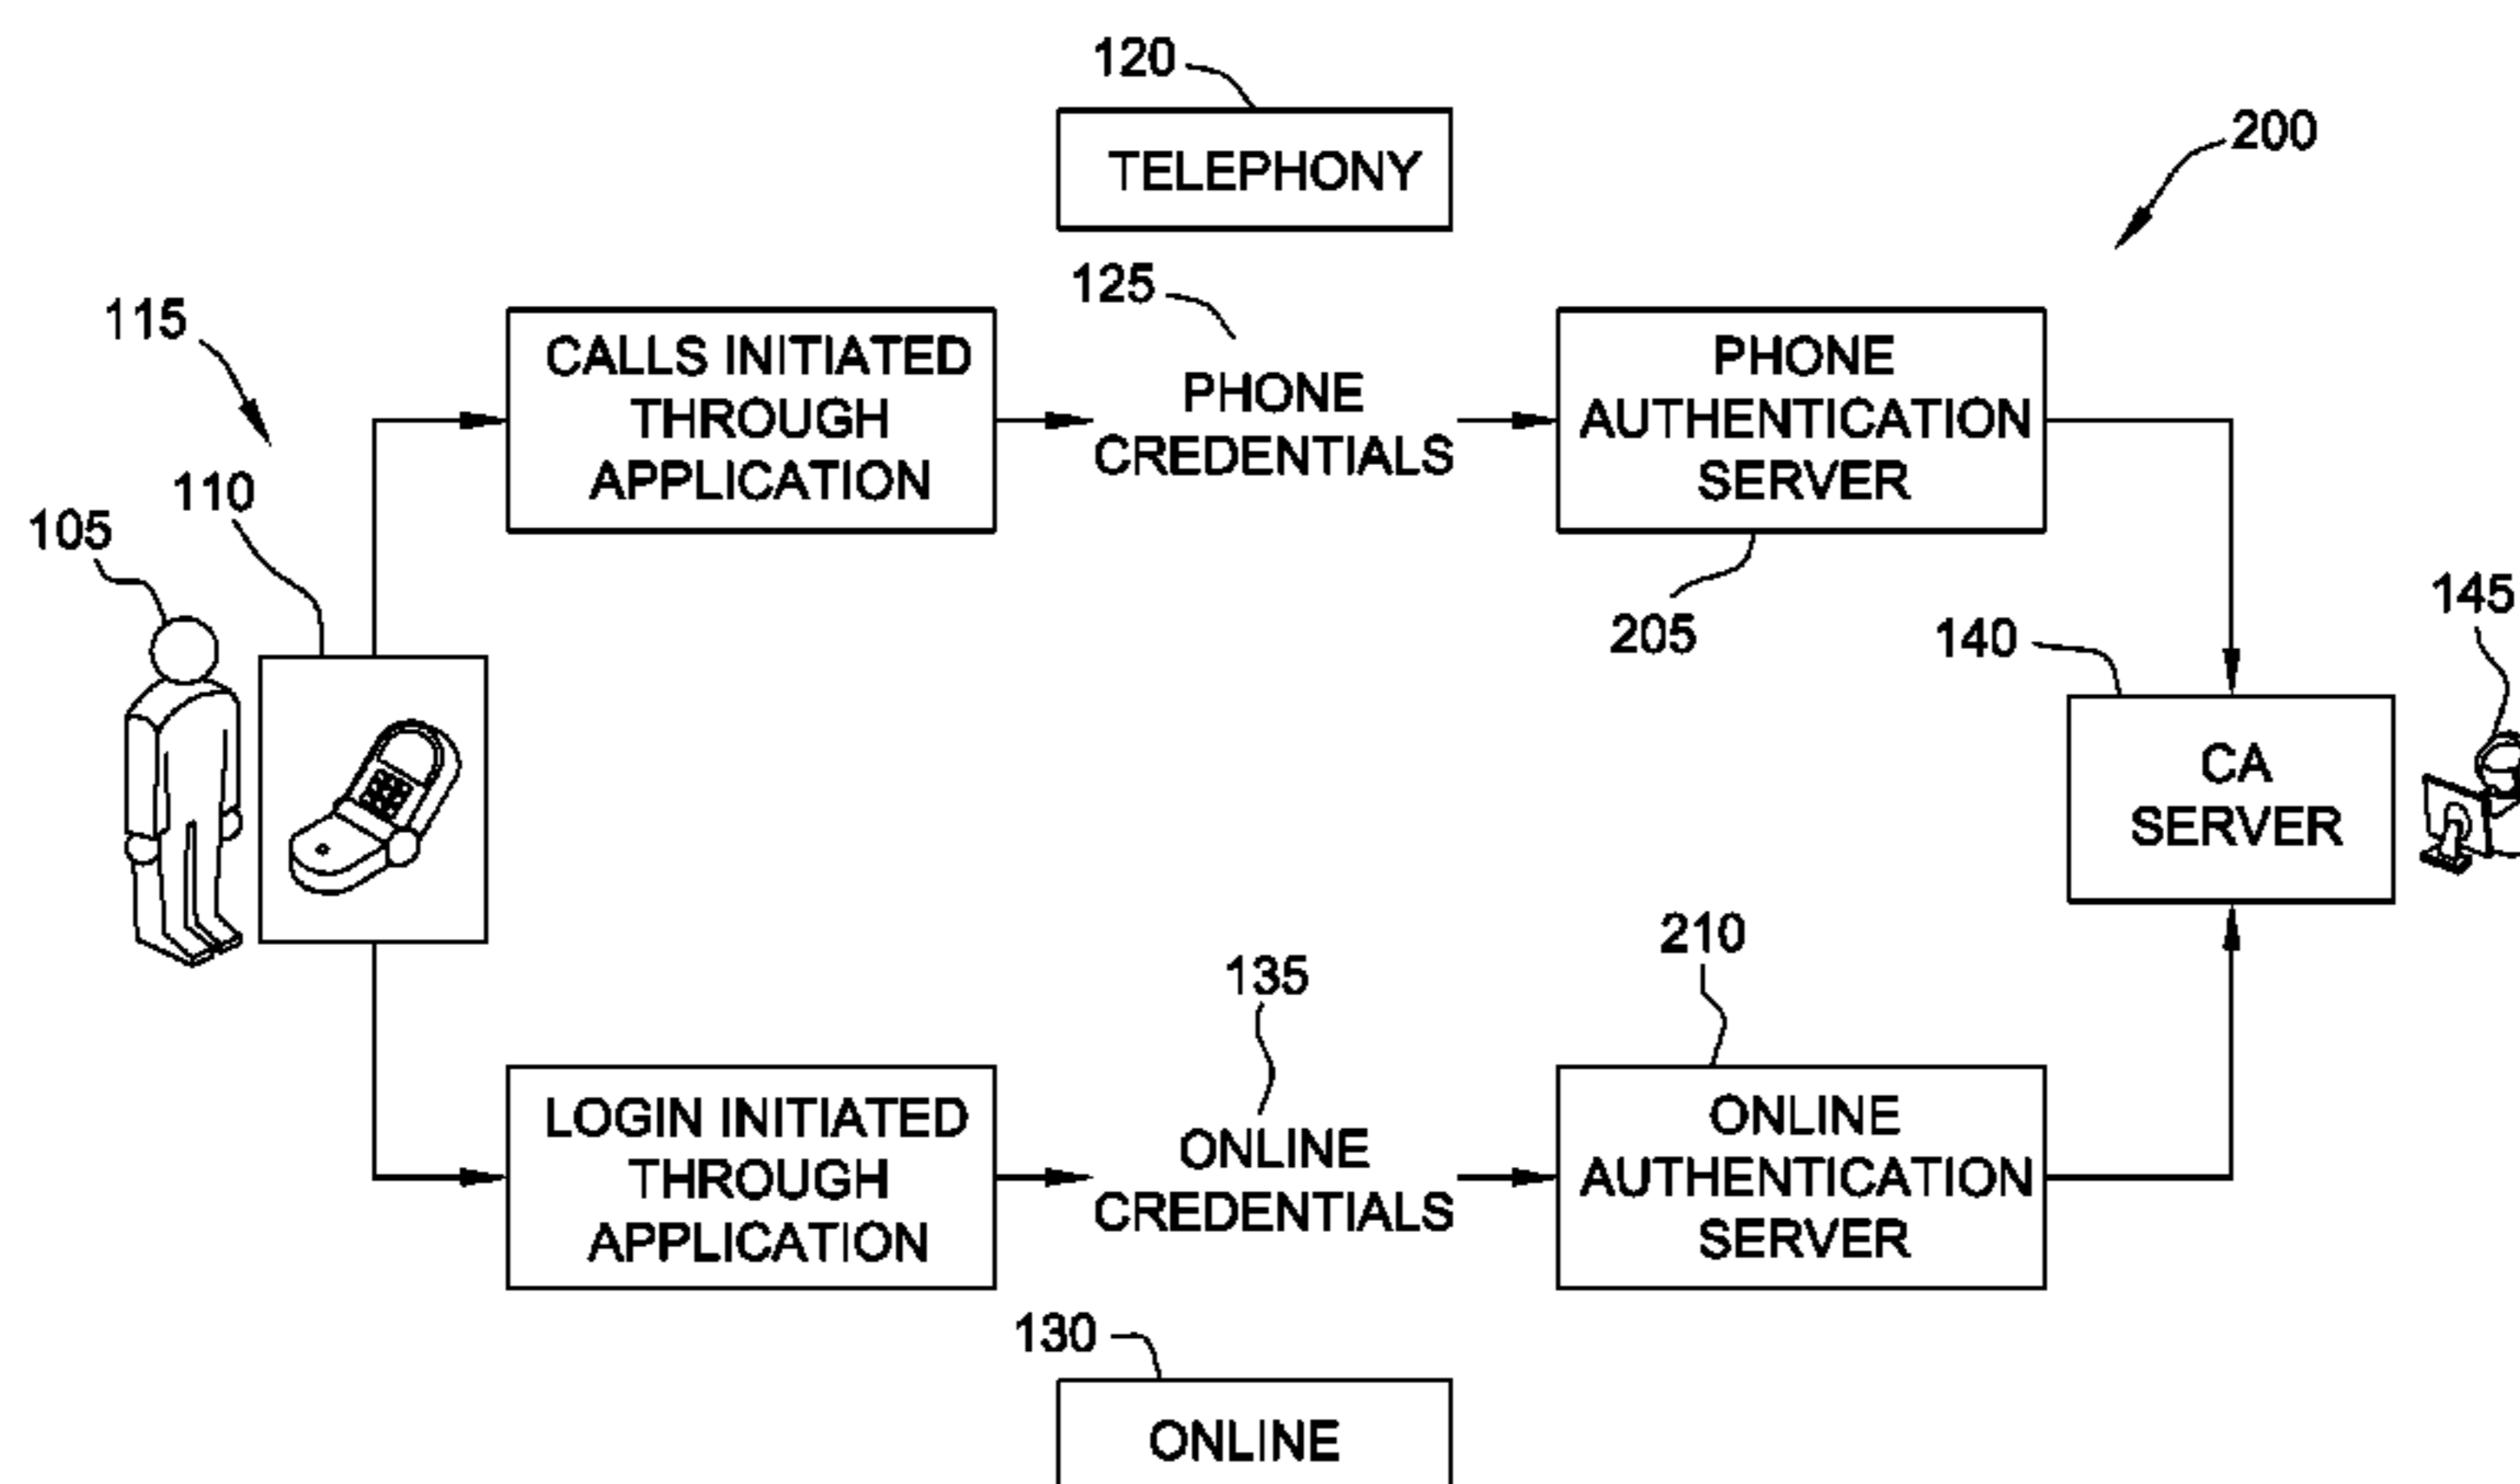 120
TELEPHONY
200
125
115
CALLS INITIATED
THROUGH
APPLICATION
PHONE
CREDENTIALS
PHONE
AUTHENTICATION
SERVER
110
105
205
140
145
CA
SERVER
210
135
LOGIN INITIATED
THROUGH
APPLICATION
ONLINE
CREDENTIALS
ONLINE
AUTHENTICATION
SERVER
130
ONLINE